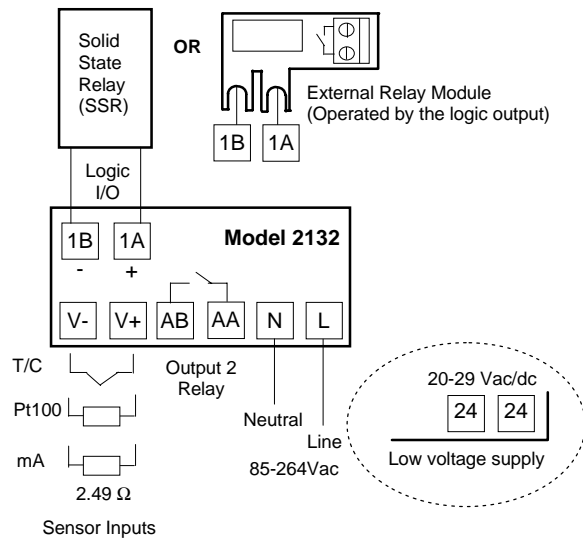 Solid
State
Relay
(SSR)
OR
External Relay Module
(Operated by the logic output)
1B 1A
Logic
I/O
1B 1A
Model 2132
- +
V- V+ AB AA N L
T/C
Output 2
Relay
20-29 Vac/dc
24 24
Pt100
Neutral
Line
Low voltage supply
mA
85-264Vac
2.49 Ω
Sensor Inputs